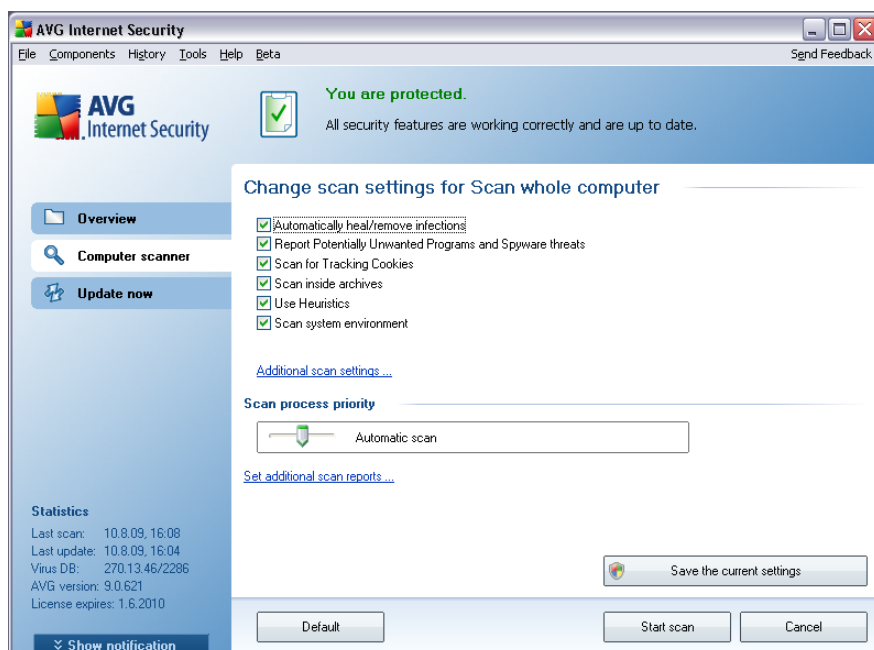 AVG Internet Security
File Components History Tools Help Beta Send Feedback
AVG
Internet Security
You are protected.
All security features are working correctly and are up to date.
Overview
Computer scanner
Update now
Change scan settings for Scan whole computer
Automatically heal/remove infections
Report Potentially Unwanted Programs and Spyware threats
Scan for Tracking Cookies
Scan inside archives
Use Heuristics
Scan system environment
Additional scan settings ...
Scan process priority
Automatic scan
Set additional scan reports ...
Statistics
Last scan: 10.8.09, 16:08
Last update: 10.8.09, 16:04
Virus DB: 270.13.46/2286
AVG version: 9.0.621
License expires: 1.6.2010
Show notification
Save the current settings
Default
Start scan
Cancel